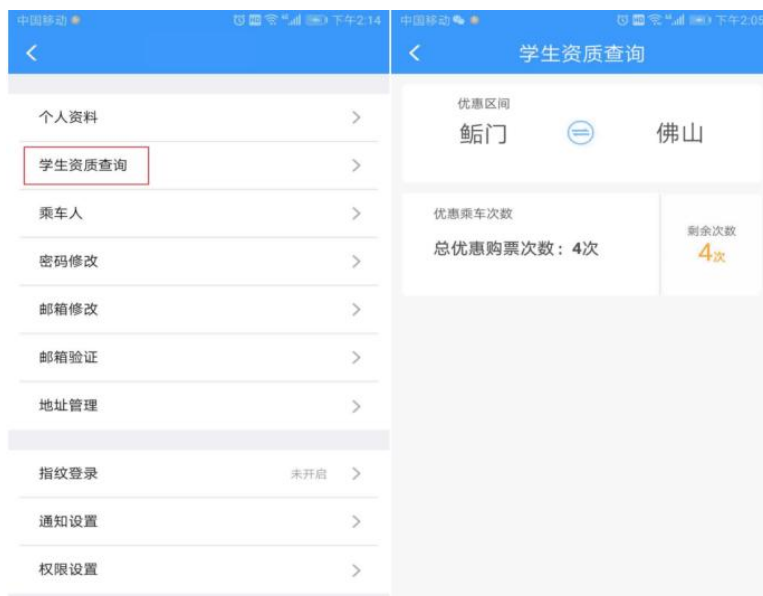 中国移动
HD
下午2:14
个人资料
学生资质查询
乘车人
密码修改
邮箱修改
邮箱验证
地址管理
指纹登录 未开启
通知设置
权限设置
中国移动
HD
下午2:05
学生资质查询
优惠区间
鲘门 佛山
优惠乘车次数
总优惠购票次数：4次
剩余次数
4次